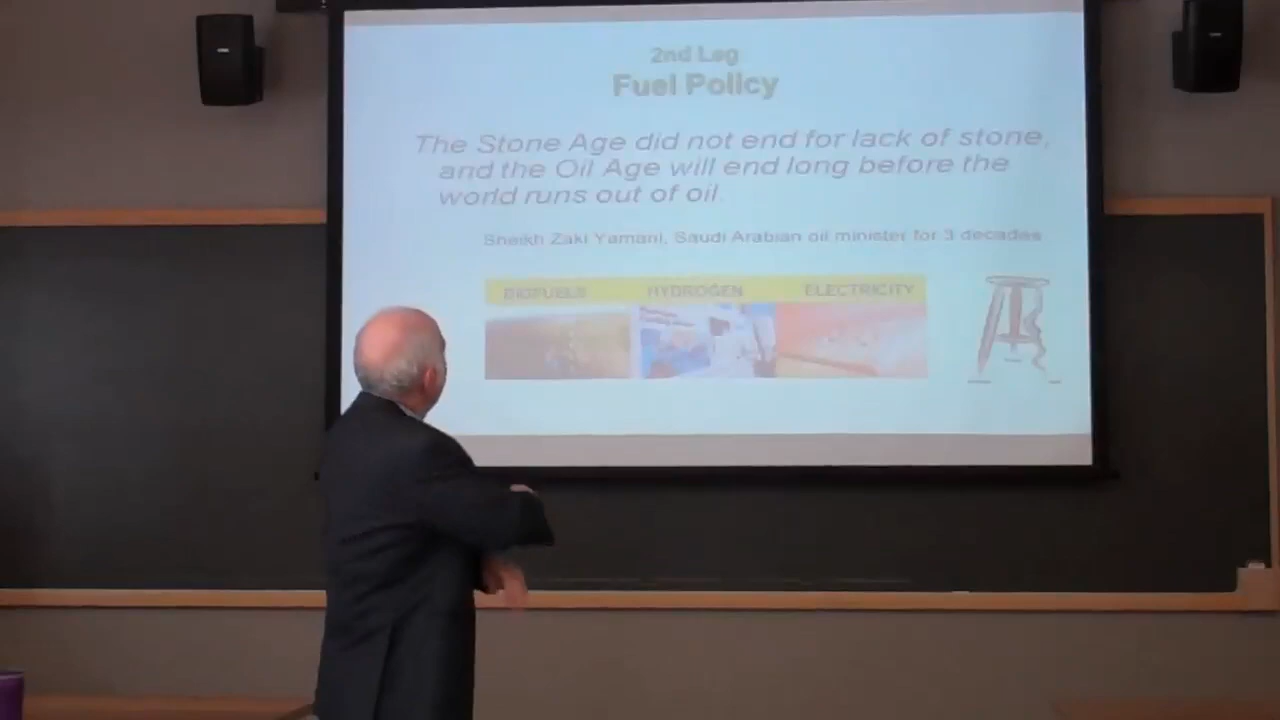 2nd Leg
Fuel Policy
The Stone Age did not end for lack of stone,
and the Oil Age will end long before the
world runs out of oil.
Sheikh Zaki Yamani, Saudi Arabian oil minister for 3 decades
BIOFUELS HYDROGEN ELECTRICITY